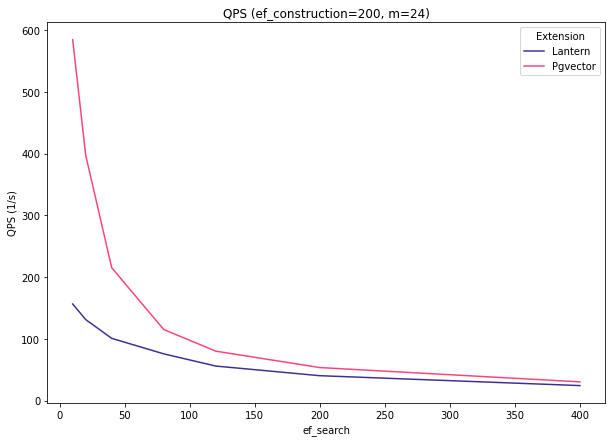 QPS (ef_construction=200, m=24)
Extension
Lantern
Pgvector
QPS (1/s)
600
500
400
300
200
100
0
0 50 100 150 200 250 300 350 400
ef_search